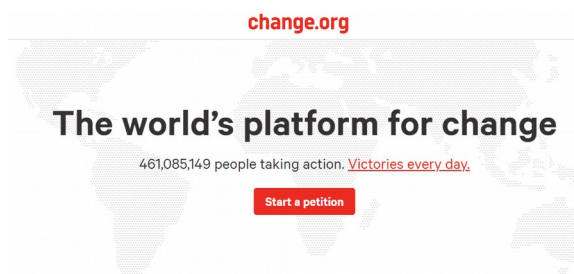 change.org
The world's platform for change
461,085,149 people taking action. Victories every day.
Start a petition